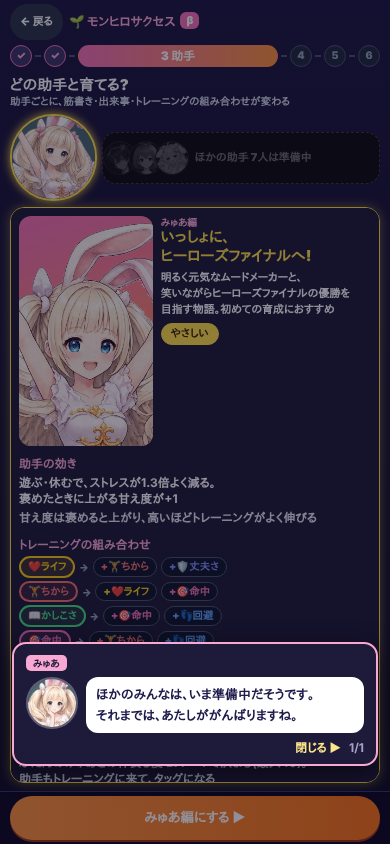 ← 戻る
🌱 モンヒロサクセス β
✓ ✓ 3 助手 4 5 6
どの助手と育てる?
助手ごとに、筋書き・出来事・トレーニングの組み合わせが変わる
ほかの助手 7人は準備中
みゅあ編
いっしょに、
ヒーローズファイナルへ!
明るく元気なムードメーカーと、
笑いながらヒーローズファイナルの優勝を
目指す物語。初めての育成におすすめ
やさしい
助手の効き
遊ぶ・休むで、ストレスが1.3倍よく減る。
褒めたときに上がる甘え度が+1
甘え度は褒めると上がり、高いほどトレーニングがよく伸びる
トレーニングの組み合わせ
❤️ライフ → +🏋️ちから +🛡️丈夫さ
🏋️ちから → +❤️ライフ +🎯命中
📖かしこさ → +🎯命中 +👣回避
🎯命中 → +🏋️ちから +👣回避
みゅあ
ほかのみんなは、いま準備中だそうです。
それまでは、あたしががんばりますね。
閉じる ▶ 1/1
助手もトレーニングに来て、タッグになる
みゅあ編にする ▶